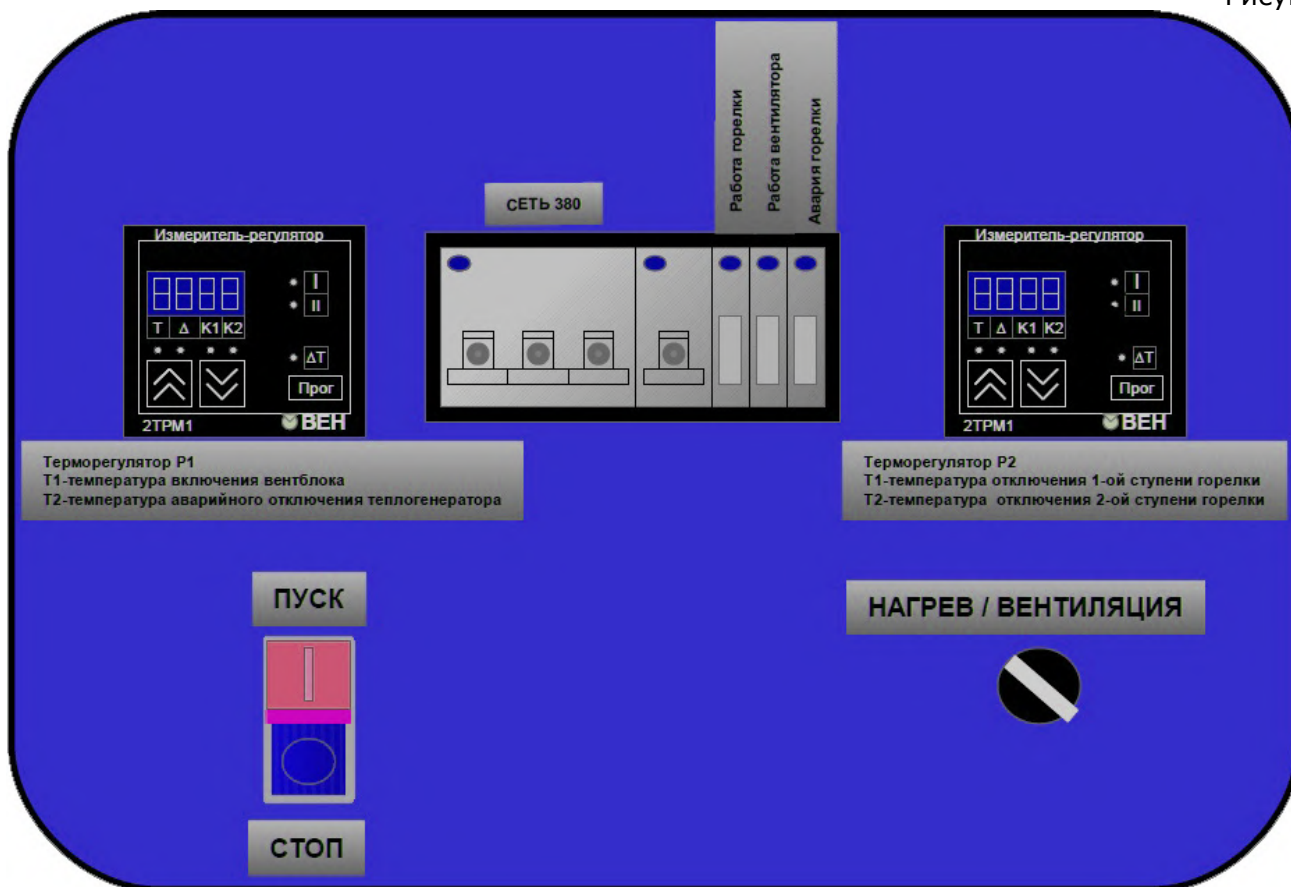 Рисун
Работа горелки
Работа вентилятора
Авария горелки
СЕТЬ 380
Измеритель-регулятор
I
II
T Δ K1 K2
ΔT
Прог
2ТРМ1
ОВЕН
Терморегулятор Р1
Т1-температура включения вентблока
Т2-температура аварийного отключения теплогенератора
Измеритель-регулятор
I
II
T Δ K1 K2
ΔT
Прог
2ТРМ1
ОВЕН
Терморегулятор Р2
Т1-температура отключения 1-ой ступени горелки
Т2-температура отключения 2-ой ступени горелки
ПУСК
I
СТОП
НАГРЕВ / ВЕНТИЛЯЦИЯ